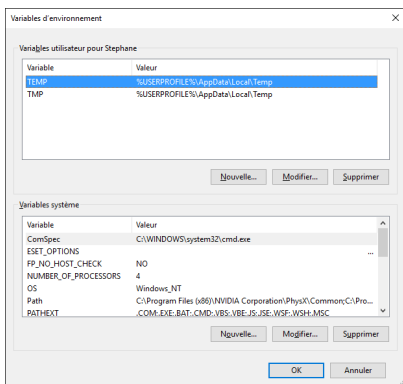 Variables d'environnement
Variables utilisateur pour Stephane
Variable Valeur
TEMP %USERPROFILE%\AppData\Local\Temp
TMP %USERPROFILE%\AppData\Local\Temp
Nouvelle... Modifier... Supprimer
Variables système
Variable Valeur
ComSpec C:\WINDOWS\system32\cmd.exe
ESET_OPTIONS ...
FP_NO_HOST_CHECK NO
NUMBER_OF_PROCESSORS 4
OS Windows_NT
Path C:\Program Files (x86)\NVIDIA Corporation\PhysX\Common;C:\Pro...
PATHEXT .COM;.EXE;.BAT;.CMD;.VBS;.VBE;.JS;.JSE;.WSF;.WSH;.MSC
Nouvelle... Modifier... Supprimer
OK Annuler